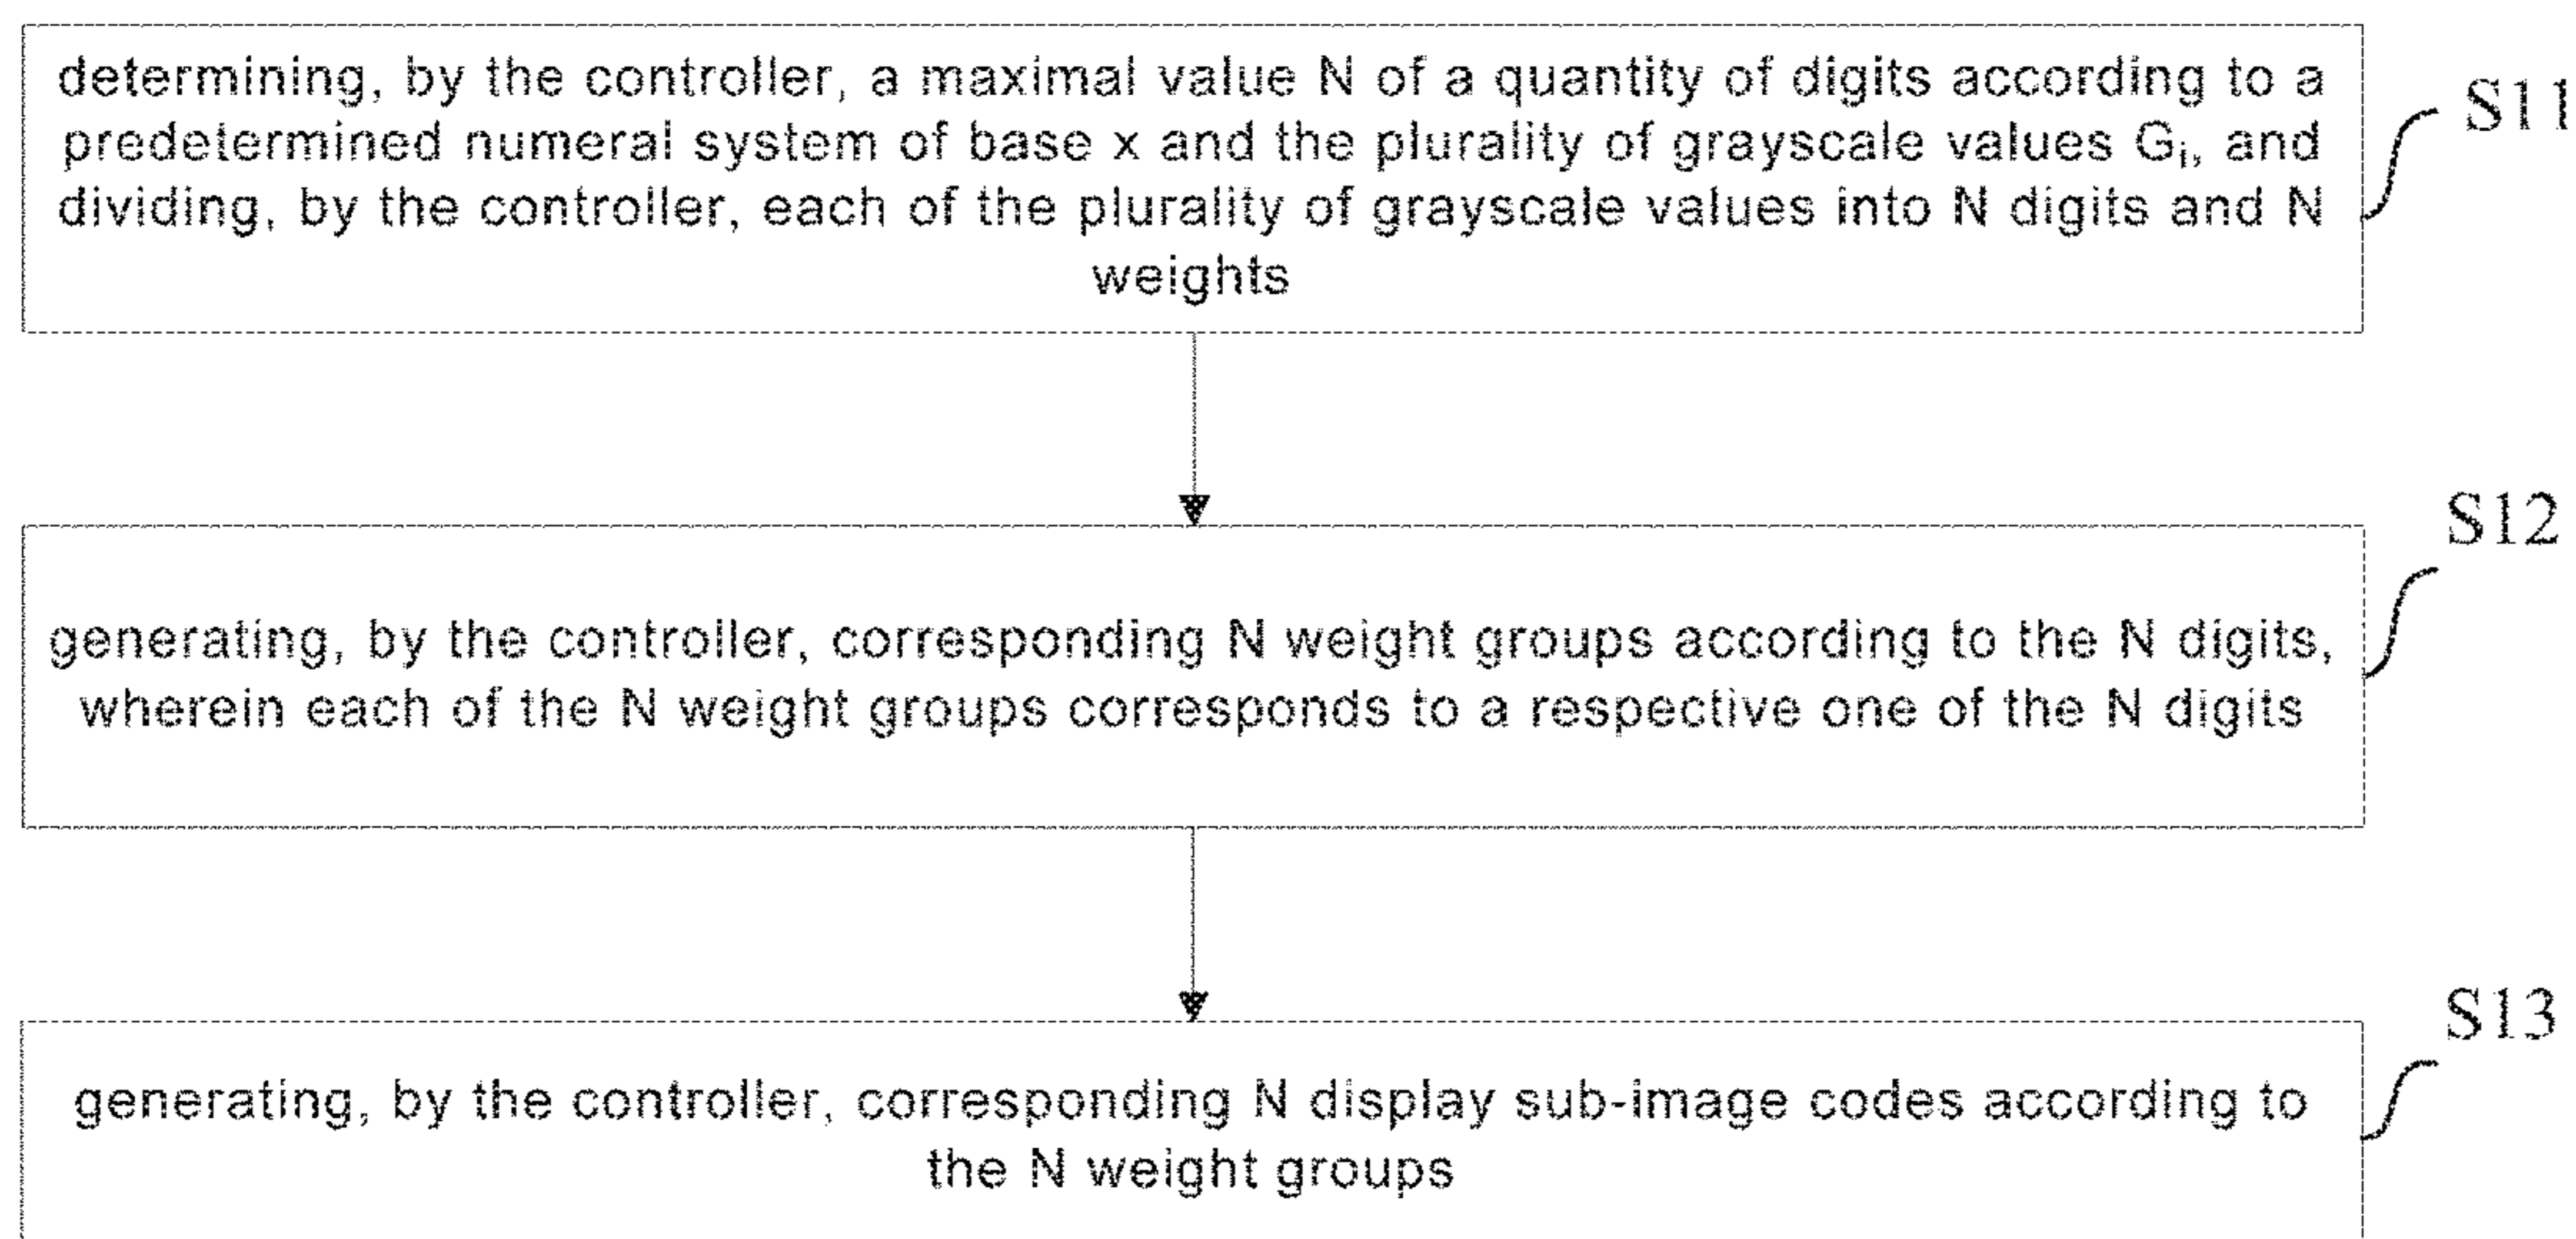 determining, by the controller, a maximal value N of a quantity of digits according to a
predetermined numeral system of base x and the plurality of grayscale values Gᵢ, and
dividing, by the controller, each of the plurality of grayscale values into N digits and N
weights
S11
generating, by the controller, corresponding N weight groups according to the N digits,
wherein each of the N weight groups corresponds to a respective one of the N digits
S12
generating, by the controller, corresponding N display sub-image codes according to
the N weight groups
S13